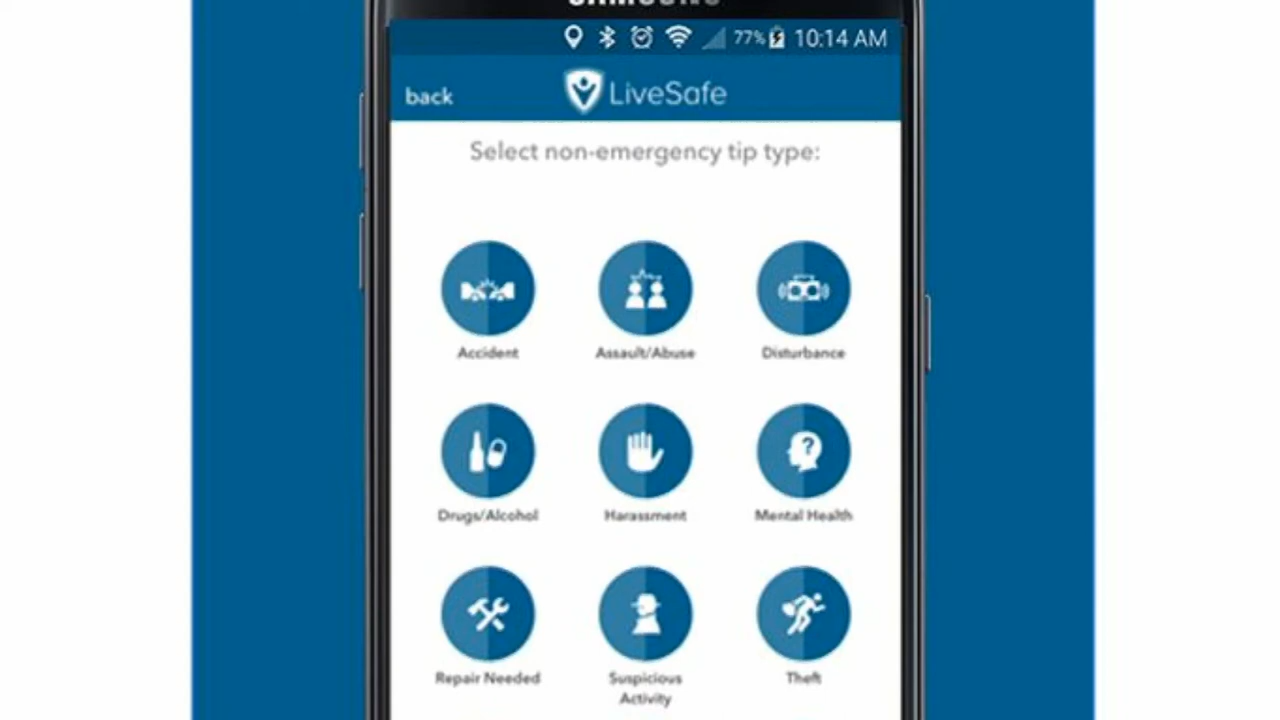 SAMSUNG
77% 10:14 AM
back LiveSafe
Select non-emergency tip type:
Accident Assault/Abuse Disturbance
?
Drugs/Alcohol Harassment Mental Health
Repair Needed Suspicious Activity Theft